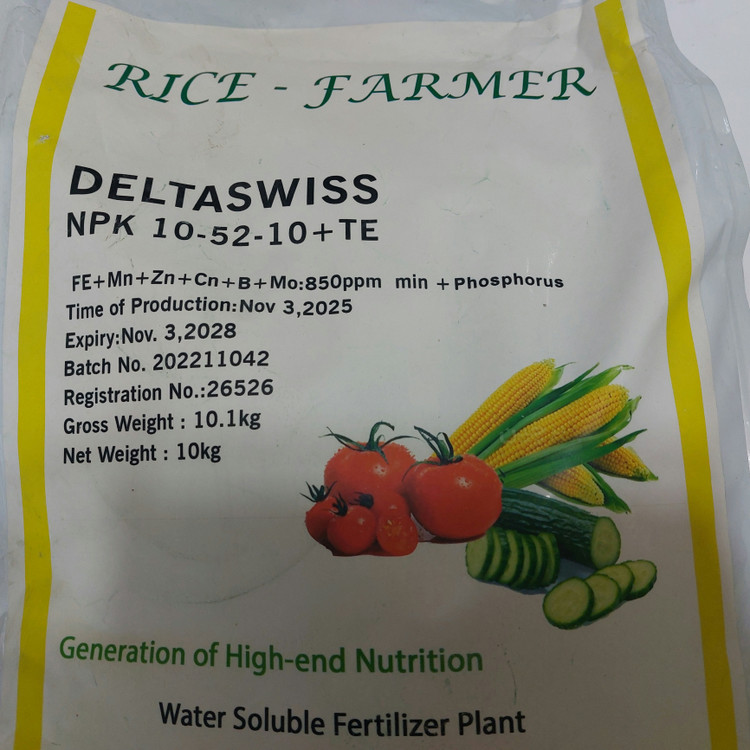 RICE - FARMER
DELTASWISS
NPK 10-52-10+TE
FE+Mn+Zn+Cn+B+Mo:850ppm min + Phosphorus
Time of Production:Nov 3,2025
Expiry:Nov. 3,2028
Batch No. 202211042
Registration No.:26526
Gross Weight : 10.1kg
Net Weight : 10kg
Generation of High-end Nutrition
Water Soluble Fertilizer Plant